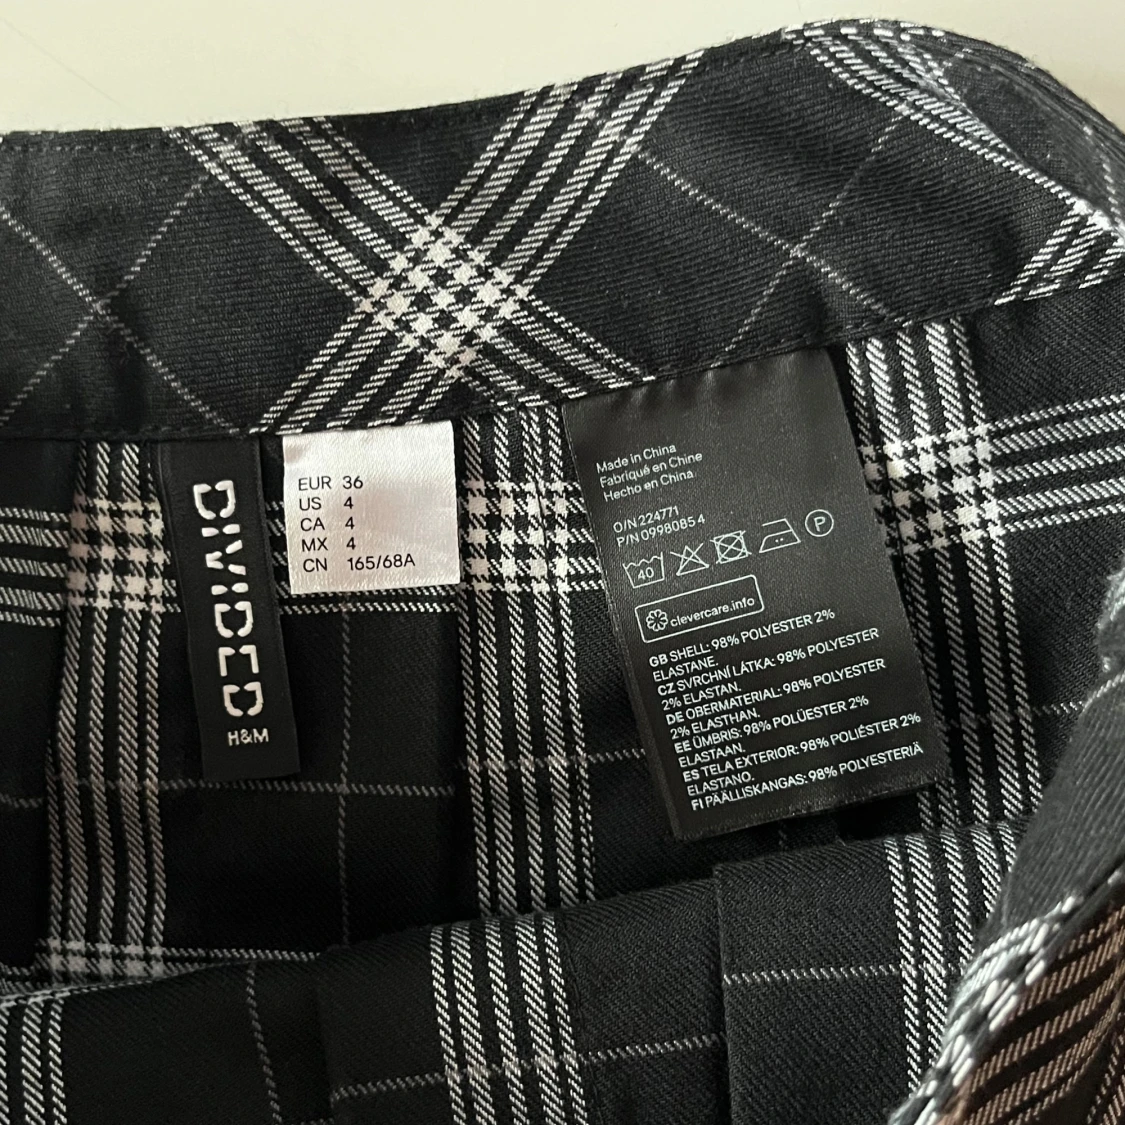 DIVIDED
H&M
EUR 36
US 4
CA 4
MX 4
CN 165/68A
Made in China
Fabriqué en Chine
Hecho en China
O/N 224771
P/N 0998085 4
40
P
clevercare.info
GB SHELL: 98% POLYESTER 2%
ELASTANE.
CZ SVRCHNÍ LÁTKA: 98% POLYESTER
2% ELASTAN.
DE OBERMATERIAL: 98% POLYESTER
2% ELASTHAN.
EE ÜMBRIS: 98% POLÜESTER 2%
ELASTAAN.
ES TELA EXTERIOR: 98% POLIÉSTER 2%
ELASTANO.
FI PÄÄLLISKANGAS: 98% POLYESTERIÄ